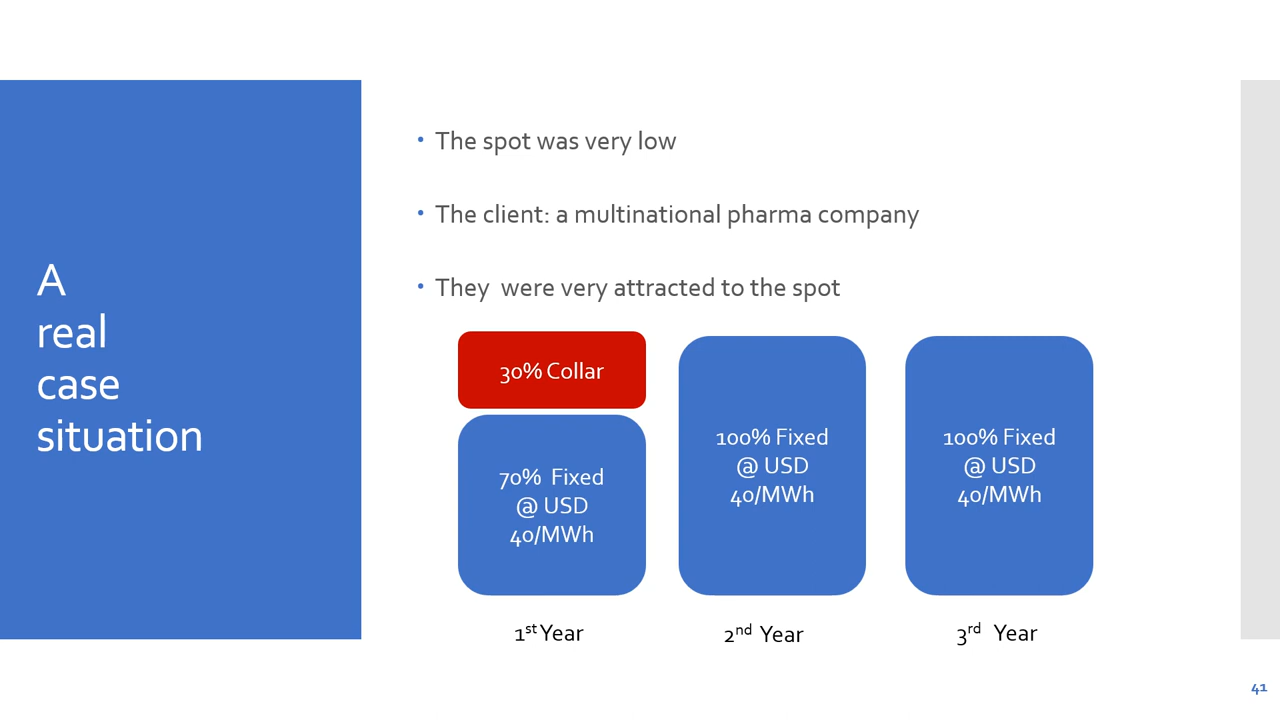 A
real
case
situation
• The spot was very low
• The client: a multinational pharma company
• They  were very attracted to the spot
30% Collar
70%  Fixed
@ USD
40/MWh
100% Fixed
@ USD
40/MWh
100% Fixed
@ USD
40/MWh
1st Year
2nd  Year
3rd  Year
41